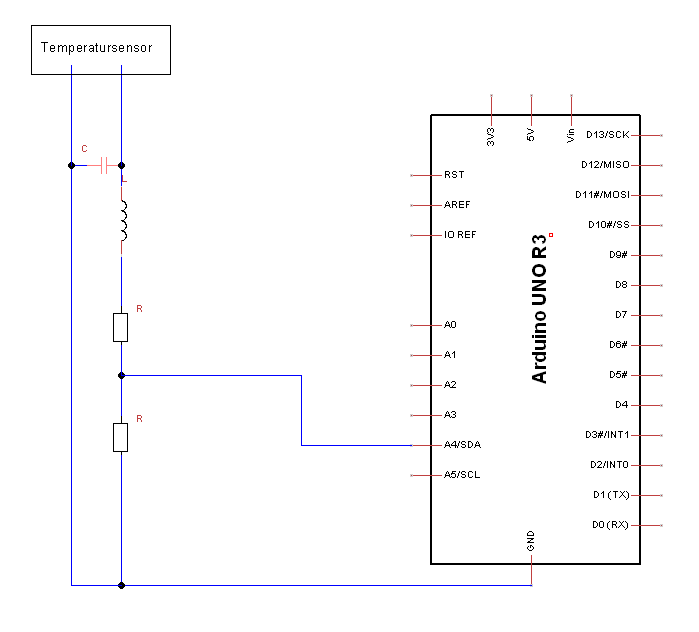 Temperatursensor
C
L
R
R
3V3
5V
Vin
RST
AREF
IO REF
A0
A1
A2
A3
A4/SDA
A5/SCL
Arduino UNO R3
D13/SCK
D12/MISO
D11#/MOSI
D10#/SS
D9#
D8
D7
D6#
D5#
D4
D3#/INT1
D2/INT0
D1(TX)
D0(RX)
GND